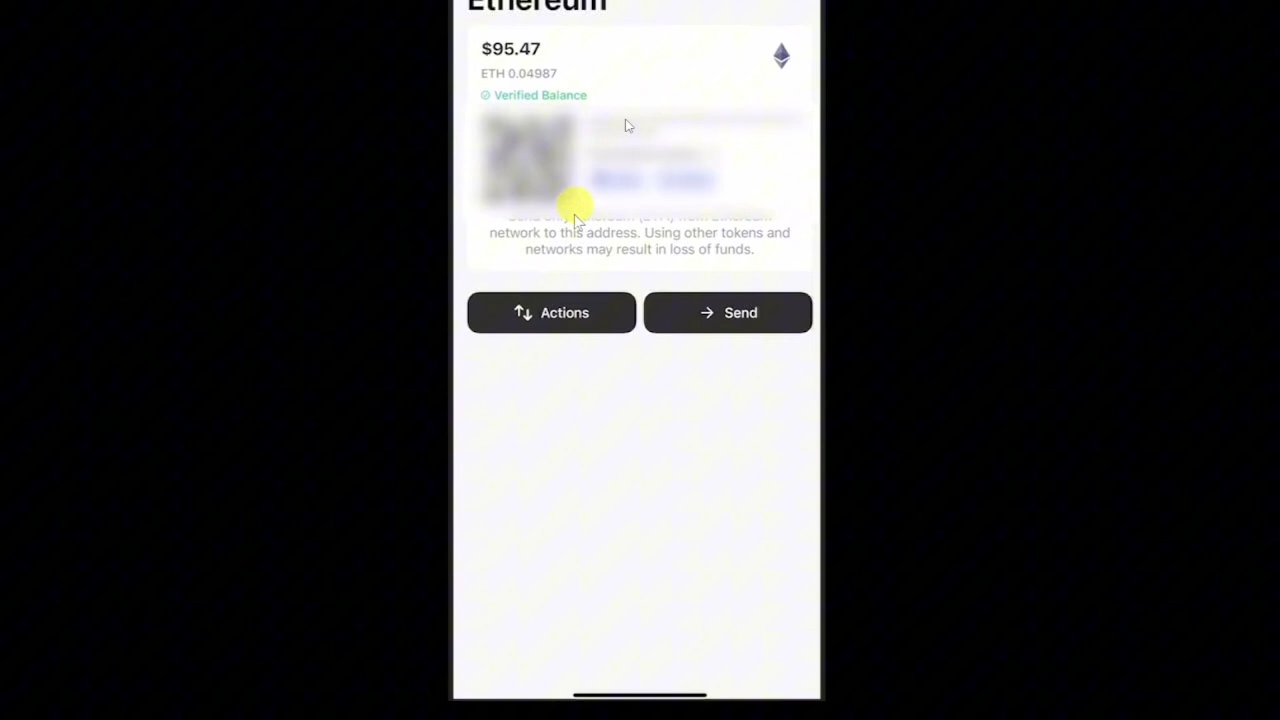 Ethereum
$95.47
ETH 0.04987
Verified Balance
network to this address. Using other tokens and
networks may result in loss of funds.
Actions
Send